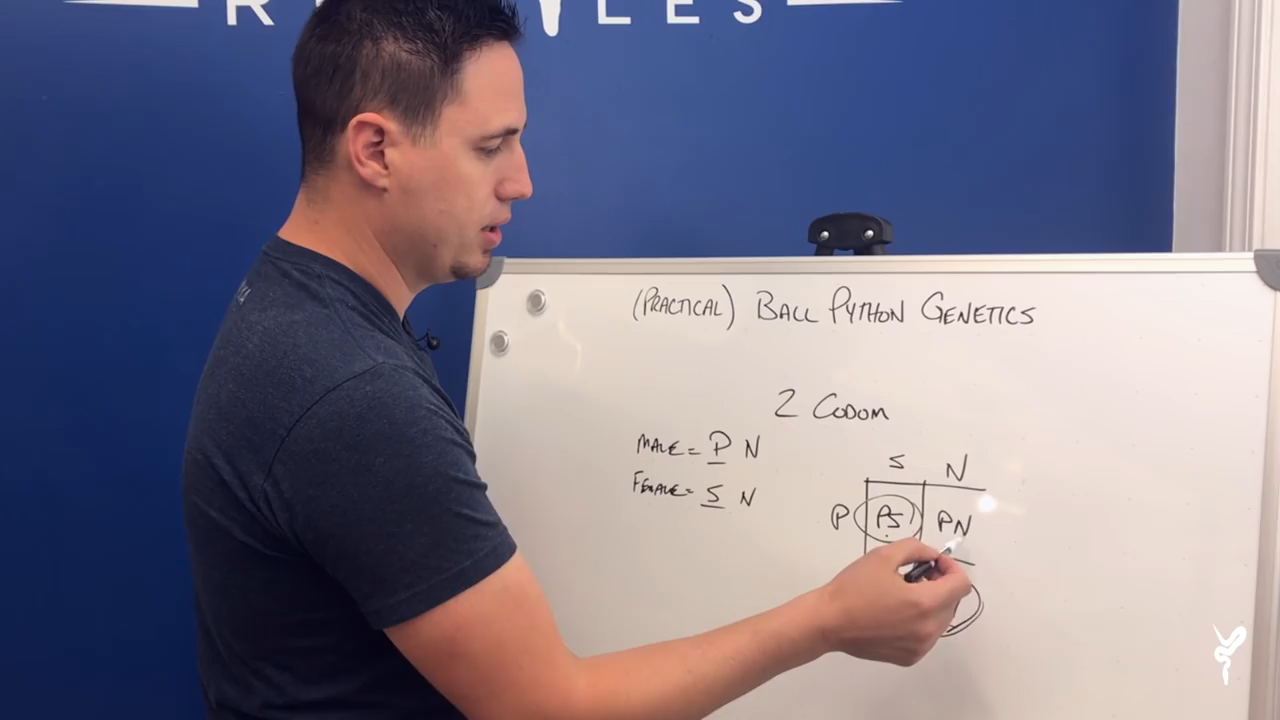 (PRACTICAL) BALL PYTHON GENETICS
2 CODOM
MALE = P N
FEMALE = S N
S N
P PS PN